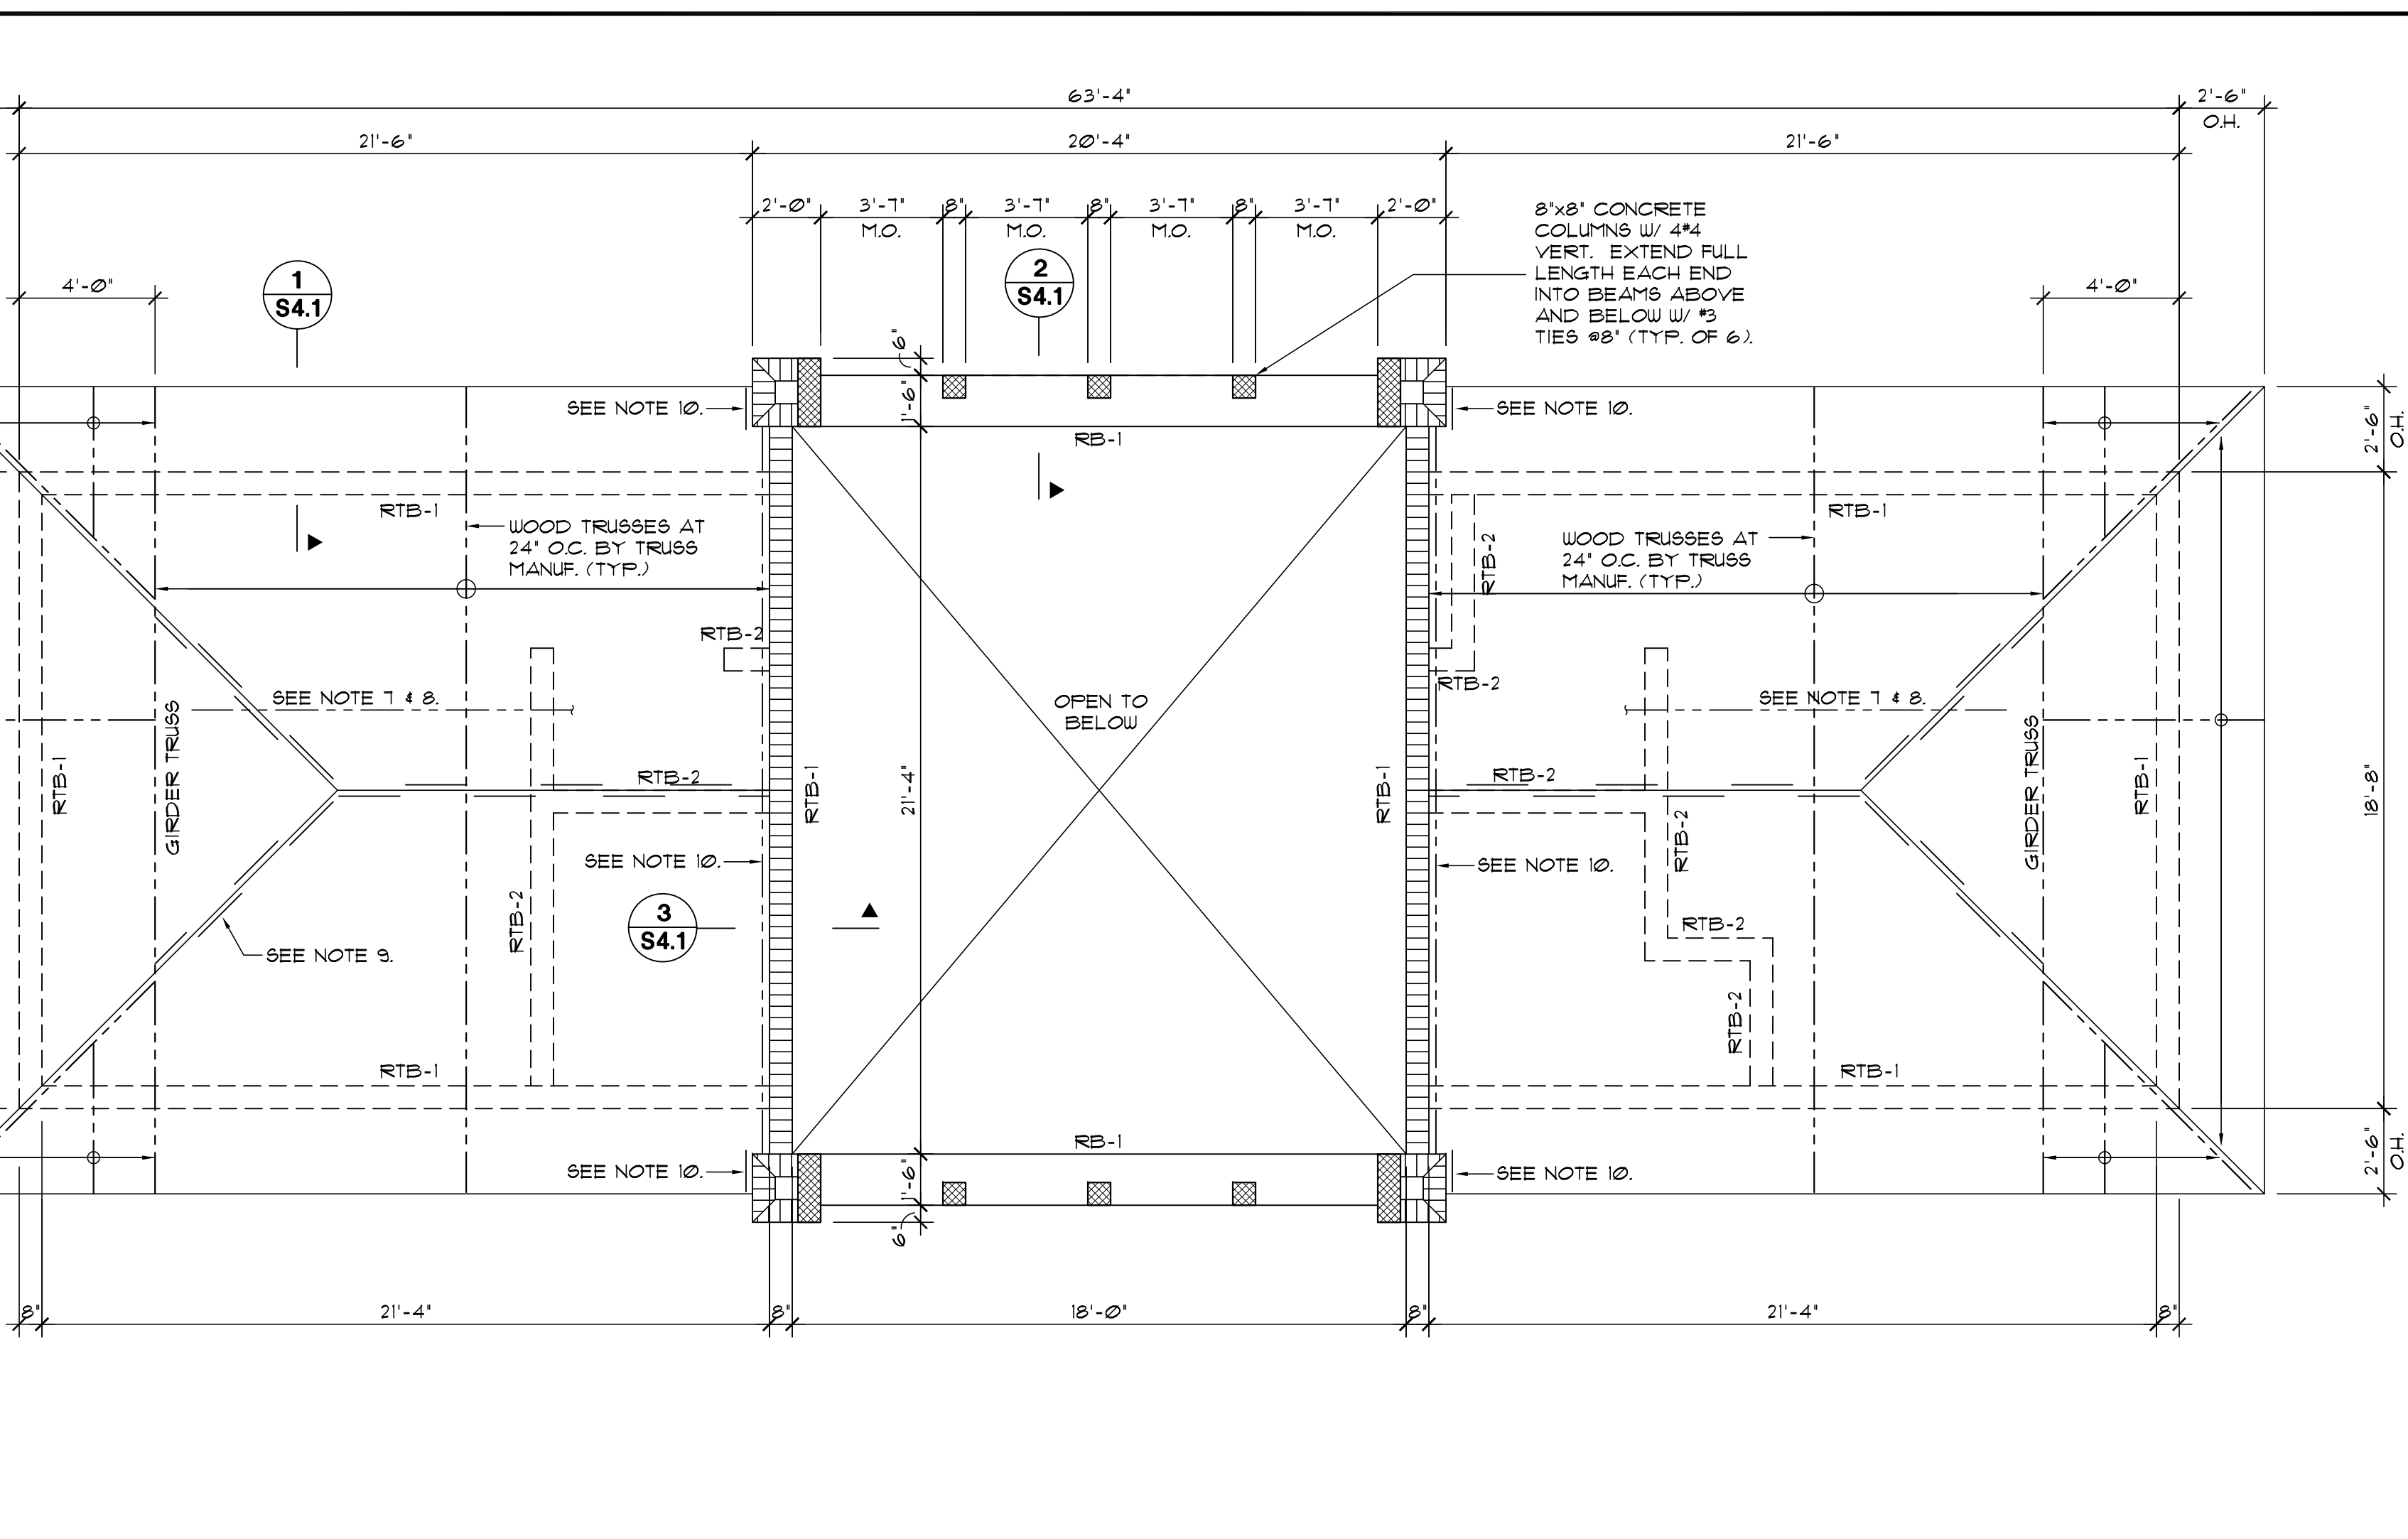 63'-4"
2'-6"
O.H.
21'-6"
20'-4"
21'-6"
2'-0"
3'-7"
M.O.
8"
3'-7"
M.O.
8"
3'-7"
M.O.
8"
3'-7"
M.O.
2'-0"
8"x8" CONCRETE
COLUMNS W/ 4#4
VERT. EXTEND FULL
LENGTH EACH END
INTO BEAMS ABOVE
AND BELOW W/ #3
TIES @8" (TYP. OF 6).
4'-0"
1
S4.1
2
S4.1
4'-0"
6"
1'-6"
SEE NOTE 10.
SEE NOTE 10.
2'-6"
O.H.
RB-1
RTB-1
RTB-1
WOOD TRUSSES AT
24" O.C. BY TRUSS
MANUF. (TYP.)
WOOD TRUSSES AT
24" O.C. BY TRUSS
MANUF. (TYP.)
RTB-2
RTB-2
RTB-2
SEE NOTE 7 & 8.
OPEN TO
BELOW
SEE NOTE 7 & 8.
RTB-1
GIRDER TRUSS
RTB-2
RTB-1
21'-4"
RTB-1
RTB-2
RTB-2
GIRDER TRUSS
RTB-1
18'-8"
SEE NOTE 10.
SEE NOTE 10.
RTB-2
3
S4.1
RTB-2
SEE NOTE 9.
RTB-2
RTB-1
RTB-1
RB-1
SEE NOTE 10.
SEE NOTE 10.
1'-6"
6"
2'-6"
O.H.
8"
21'-4"
8"
18'-0"
8"
21'-4"
8"